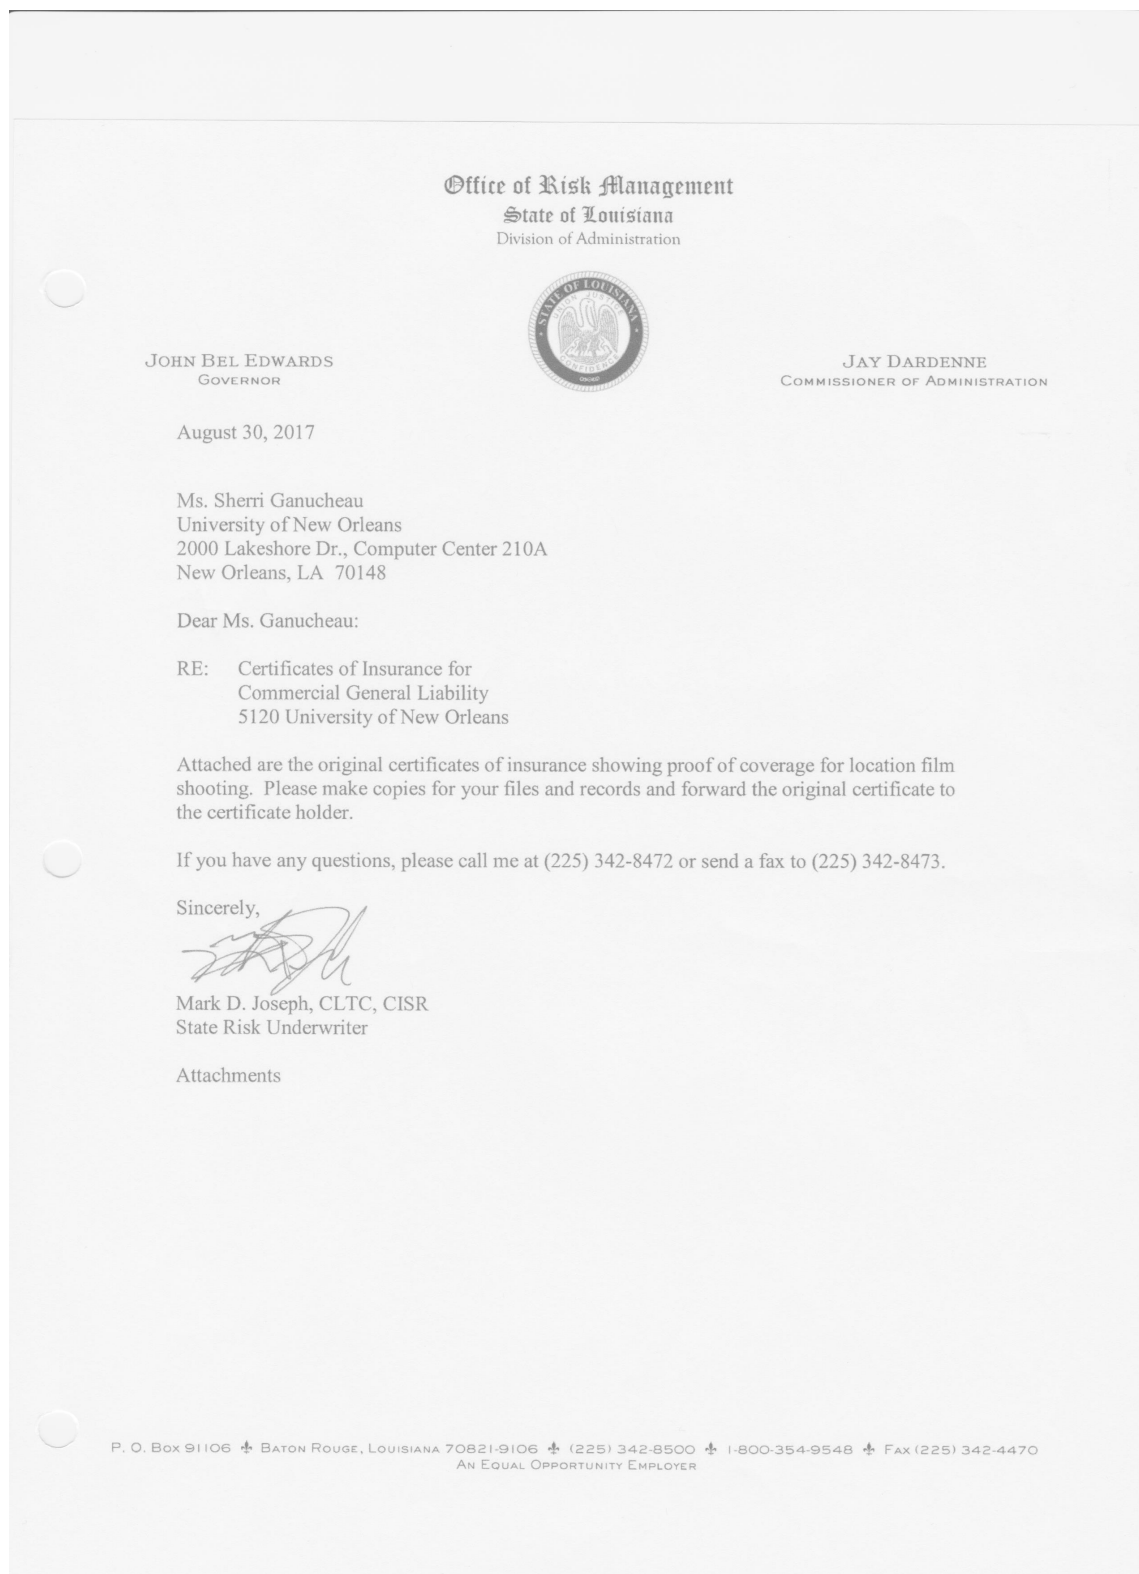 Office of Risk Management
State of Louisiana
Division of Administration
STATE OF LOUISIANA
UNION JUSTICE
CONFIDENCE
JOHN BEL EDWARDS
GOVERNOR
JAY DARDENNE
COMMISSIONER OF ADMINISTRATION
August 30, 2017
Ms. Sherri Ganucheau
University of New Orleans
2000 Lakeshore Dr., Computer Center 210A
New Orleans, LA  70148
Dear Ms. Ganucheau:
RE: Certificates of Insurance for
Commercial General Liability
5120 University of New Orleans
Attached are the original certificates of insurance showing proof of coverage for location film
shooting.  Please make copies for your files and records and forward the original certificate to
the certificate holder.
If you have any questions, please call me at (225) 342-8472 or send a fax to (225) 342-8473.
Sincerely,
Mark D. Joseph, CLTC, CISR
State Risk Underwriter
Attachments
P. O. BOX 91106 ⚜ BATON ROUGE, LOUISIANA 70821-9106 ⚜ (225) 342-8500 ⚜ 1-800-354-9548 ⚜ FAX (225) 342-4470
AN EQUAL OPPORTUNITY EMPLOYER